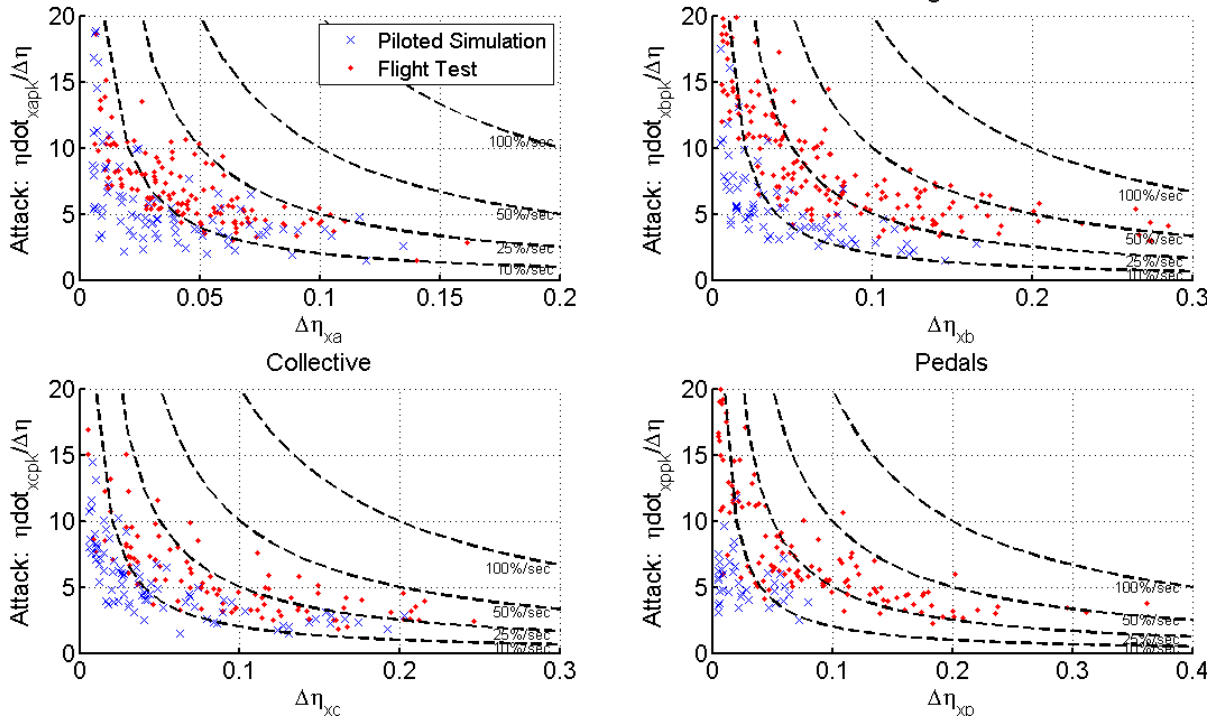 20
15
10
5
0
Attack: ηdot_xapk/Δη
Piloted Simulation
Flight Test
100%/sec
50%/sec
25%/sec
10%/sec
0 0.05 0.1 0.15 0.2
Δη_xa
20
15
10
5
0
Attack: ηdot_xbpk/Δη
100%/sec
50%/sec
25%/sec
10%/sec
0 0.1 0.2 0.3
Δη_xb
Collective
20
15
10
5
0
Attack: ηdot_xcpk/Δη
100%/sec
50%/sec
25%/sec
10%/sec
0 0.1 0.2 0.3
Δη_xc
Pedals
20
15
10
5
0
Attack: ηdot_xppk/Δη
100%/sec
50%/sec
25%/sec
10%/sec
0 0.1 0.2 0.3 0.4
Δη_xp